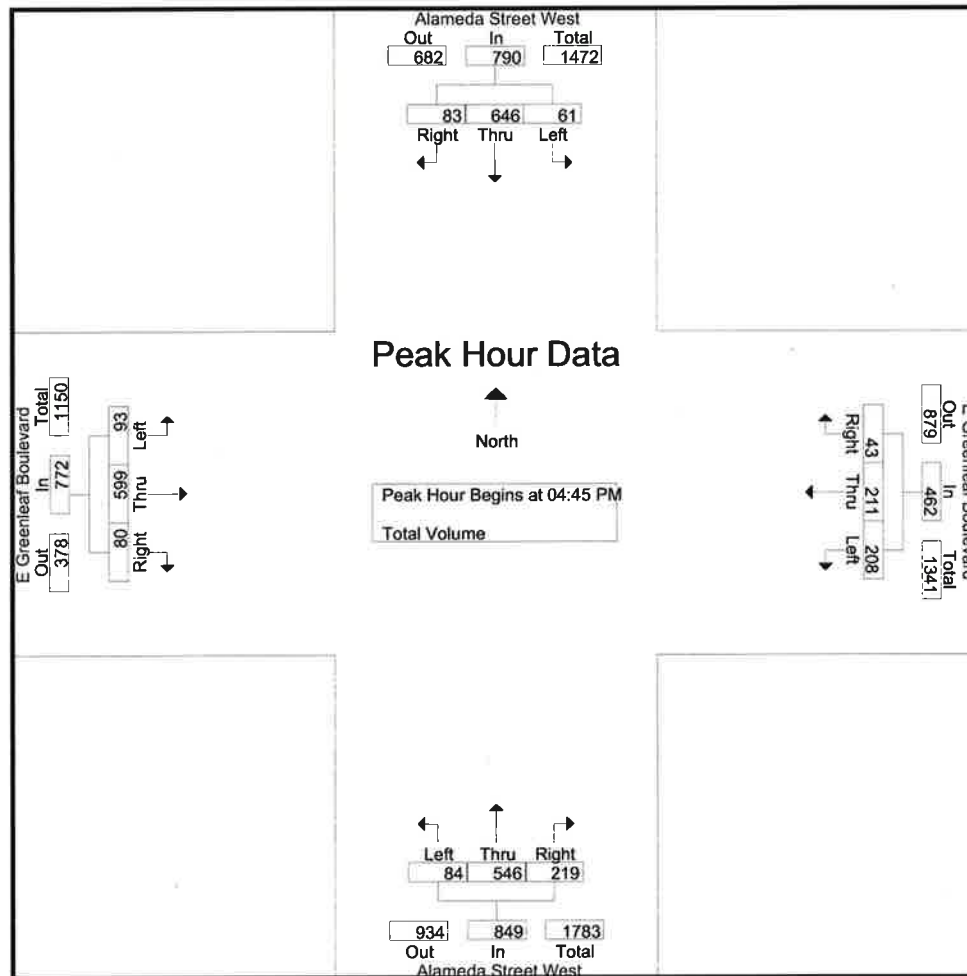 Alameda Street West
Out In Total
682 790 1472
83 646 61
Right Thru Left
Peak Hour Data
North
Peak Hour Begins at 04:45 PM
Total Volume
E Greenleaf Boulevard
Out In Total
378 772 1150
80 599 93
Right Thru Left
Right Thru Left
43 211 208
879 462 1341
Out In Total
E Greenleaf Boulevard
Left Thru Right
84 546 219
934 849 1783
Out In Total
Alameda Street West